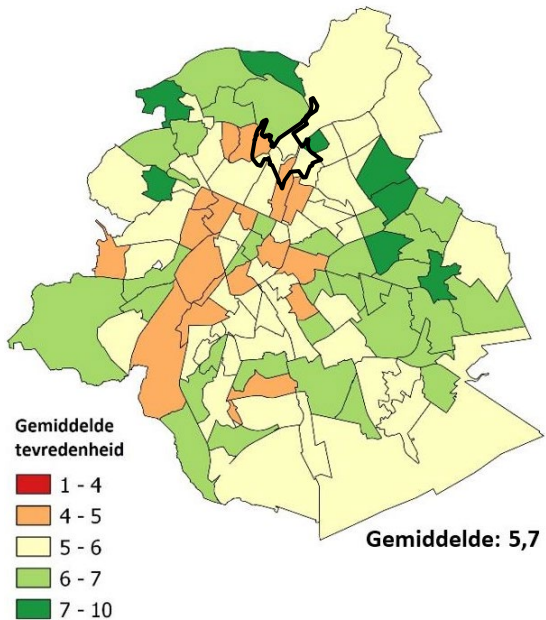 Gemiddelde
tevredenheid
1 - 4
4 - 5
5 - 6
6 - 7
7 - 10
Gemiddelde: 5,7